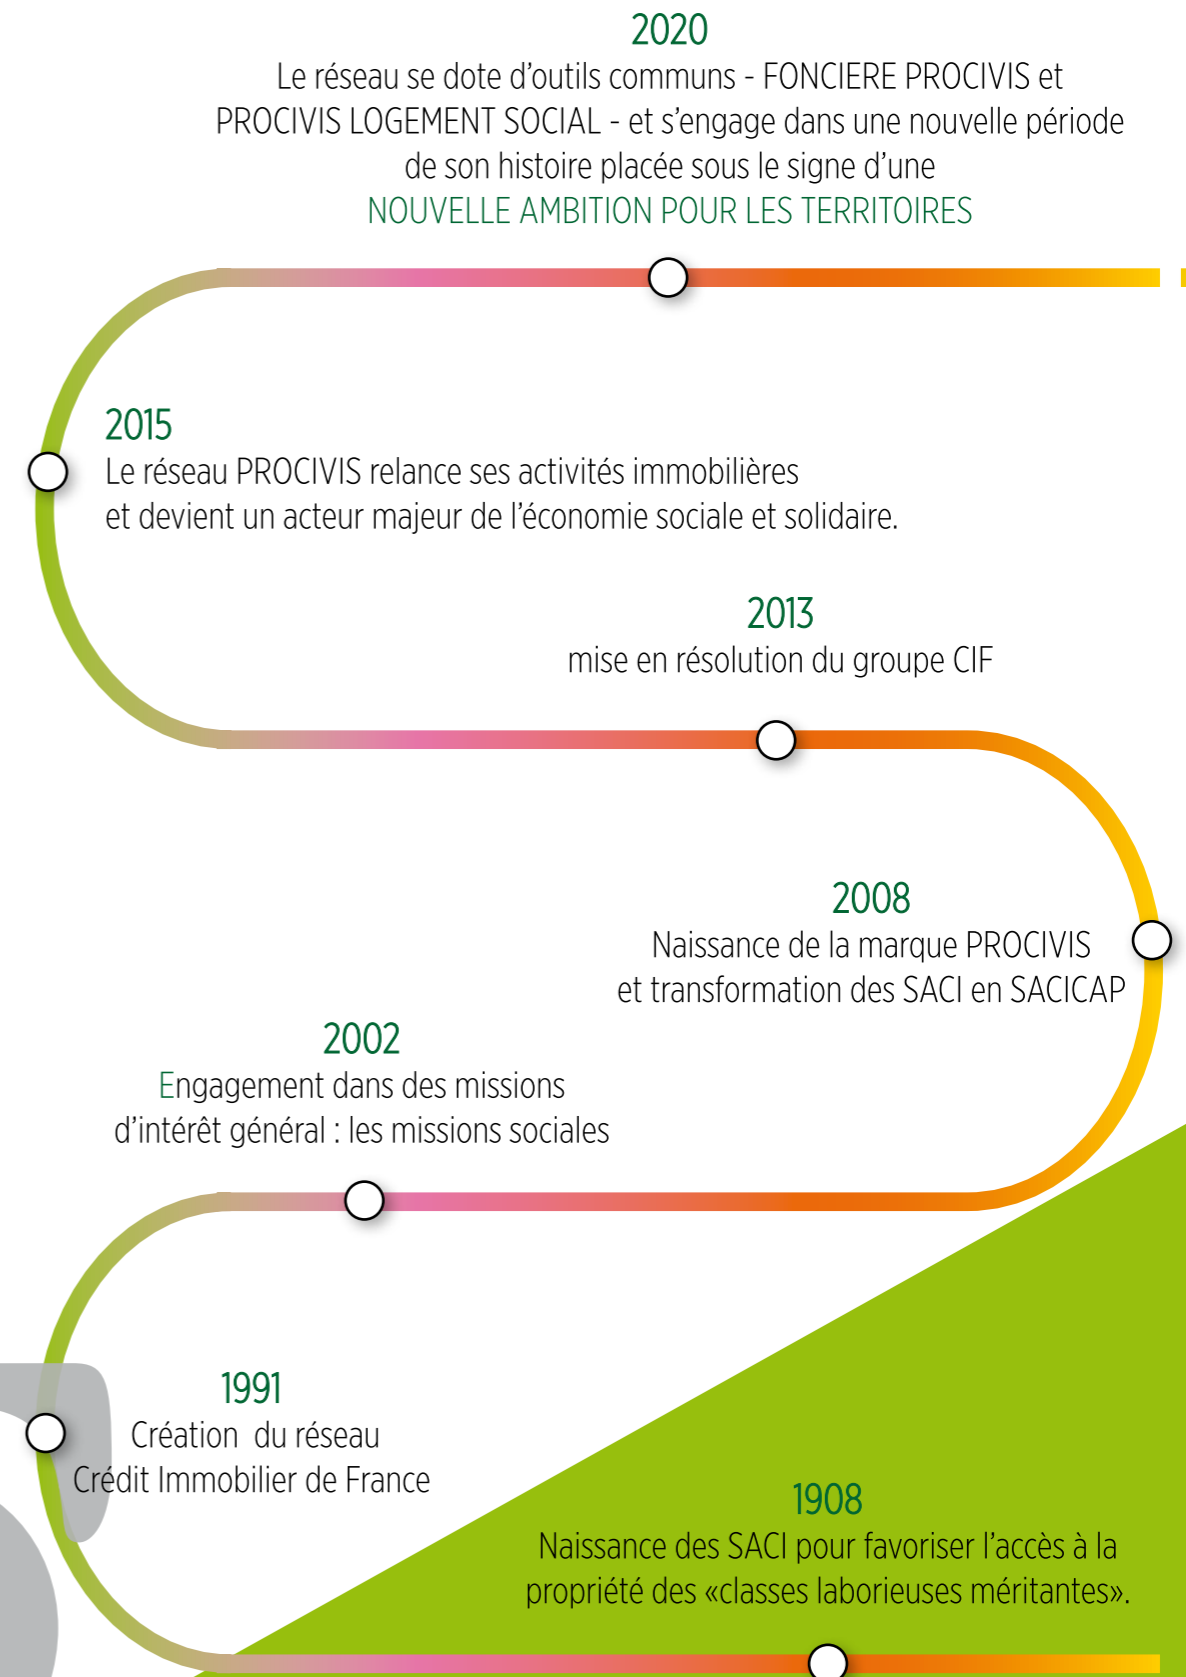 2020
Le réseau se dote d’outils communs - FONCIERE PROCIVIS et
PROCIVIS LOGEMENT SOCIAL - et s’engage dans une nouvelle période
de son histoire placée sous le signe d’une
NOUVELLE AMBITION POUR LES TERRITOIRES
2015
Le réseau PROCIVIS relance ses activités immobilières
et devient un acteur majeur de l’économie sociale et solidaire.
2013
mise en résolution du groupe CIF
2008
Naissance de la marque PROCIVIS
et transformation des SACI en SACICAP
2002
Engagement dans des missions
d’intérêt général : les missions sociales
1991
Création du réseau
Crédit Immobilier de France
1908
Naissance des SACI pour favoriser l’accès à la
propriété des «classes laborieuses méritantes».